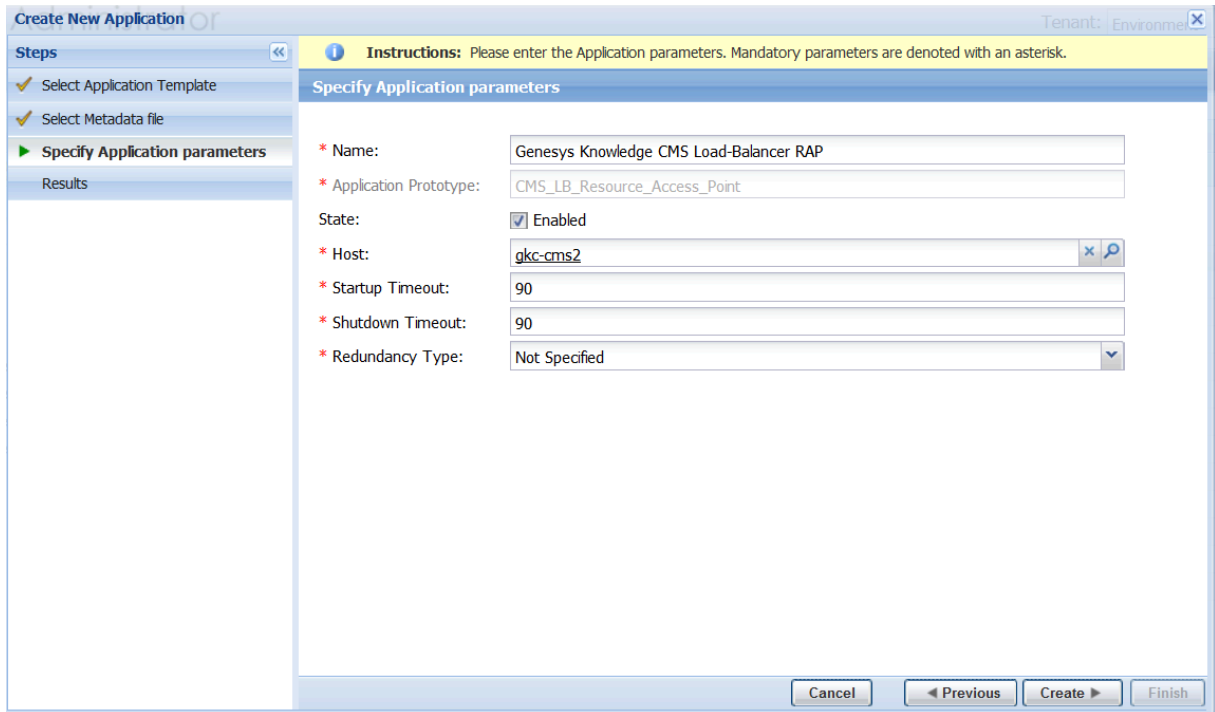 Administrator
Create New Application
Tenant: Environme
Steps
Instructions: Please enter the Application parameters. Mandatory parameters are denoted with an asterisk.
Select Application Template
Specify Application parameters
Select Metadata file
Specify Application parameters
Results
* Name: Genesys Knowledge CMS Load-Balancer RAP
* Application Prototype: CMS_LB_Resource_Access_Point
State: Enabled
* Host: gkc-cms2
* Startup Timeout: 90
* Shutdown Timeout: 90
* Redundancy Type: Not Specified
Cancel Previous Create Finish